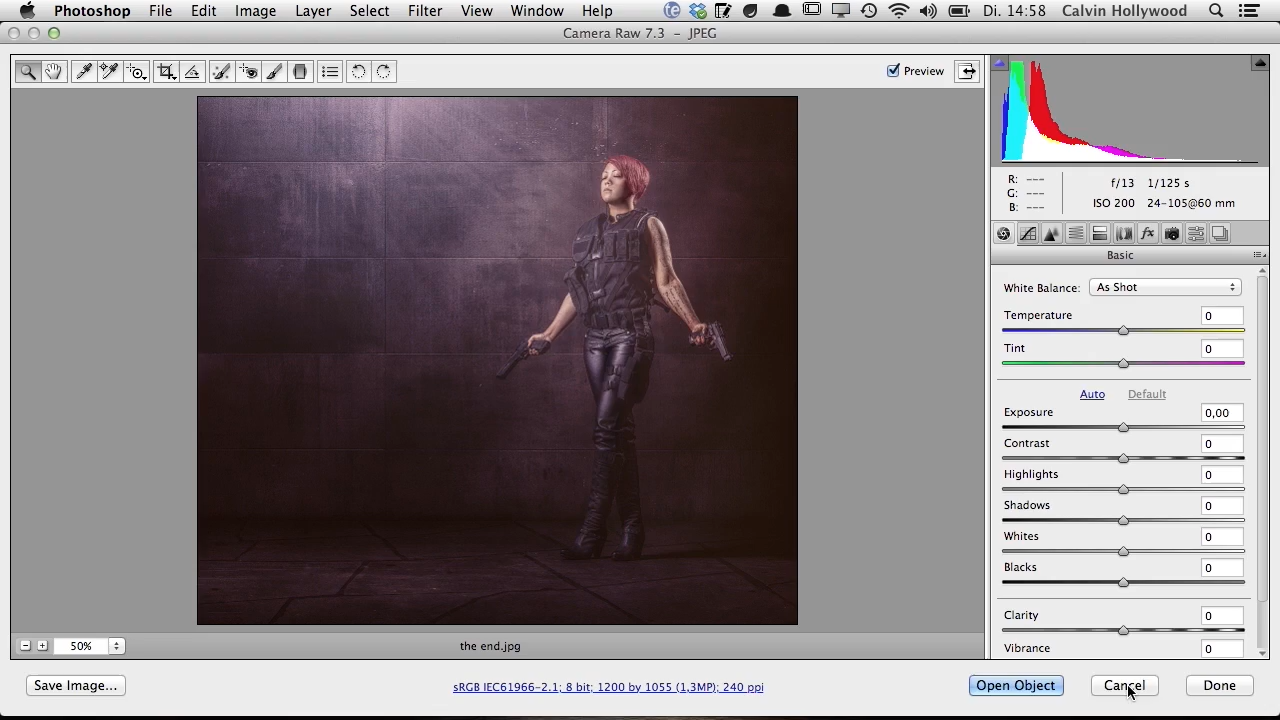 Photoshop File Edit Image Layer Select Filter View Window Help Di. 14:58 Calvin Hollywood
Camera Raw 7.3 – JPEG
Preview
R: ---
G: ---
B: ---
f/13 1/125 s
ISO 200 24-105@60 mm
Basic
White Balance: As Shot
Temperature 0
Tint 0
Auto Default
Exposure 0,00
Contrast 0
Highlights 0
Shadows 0
Whites 0
Blacks 0
Clarity 0
Vibrance 0
50% the end.jpg
Save Image... sRGB IEC61966-2.1; 8 bit; 1200 by 1055 (1,3MP); 240 ppi Open Object Cancel Done